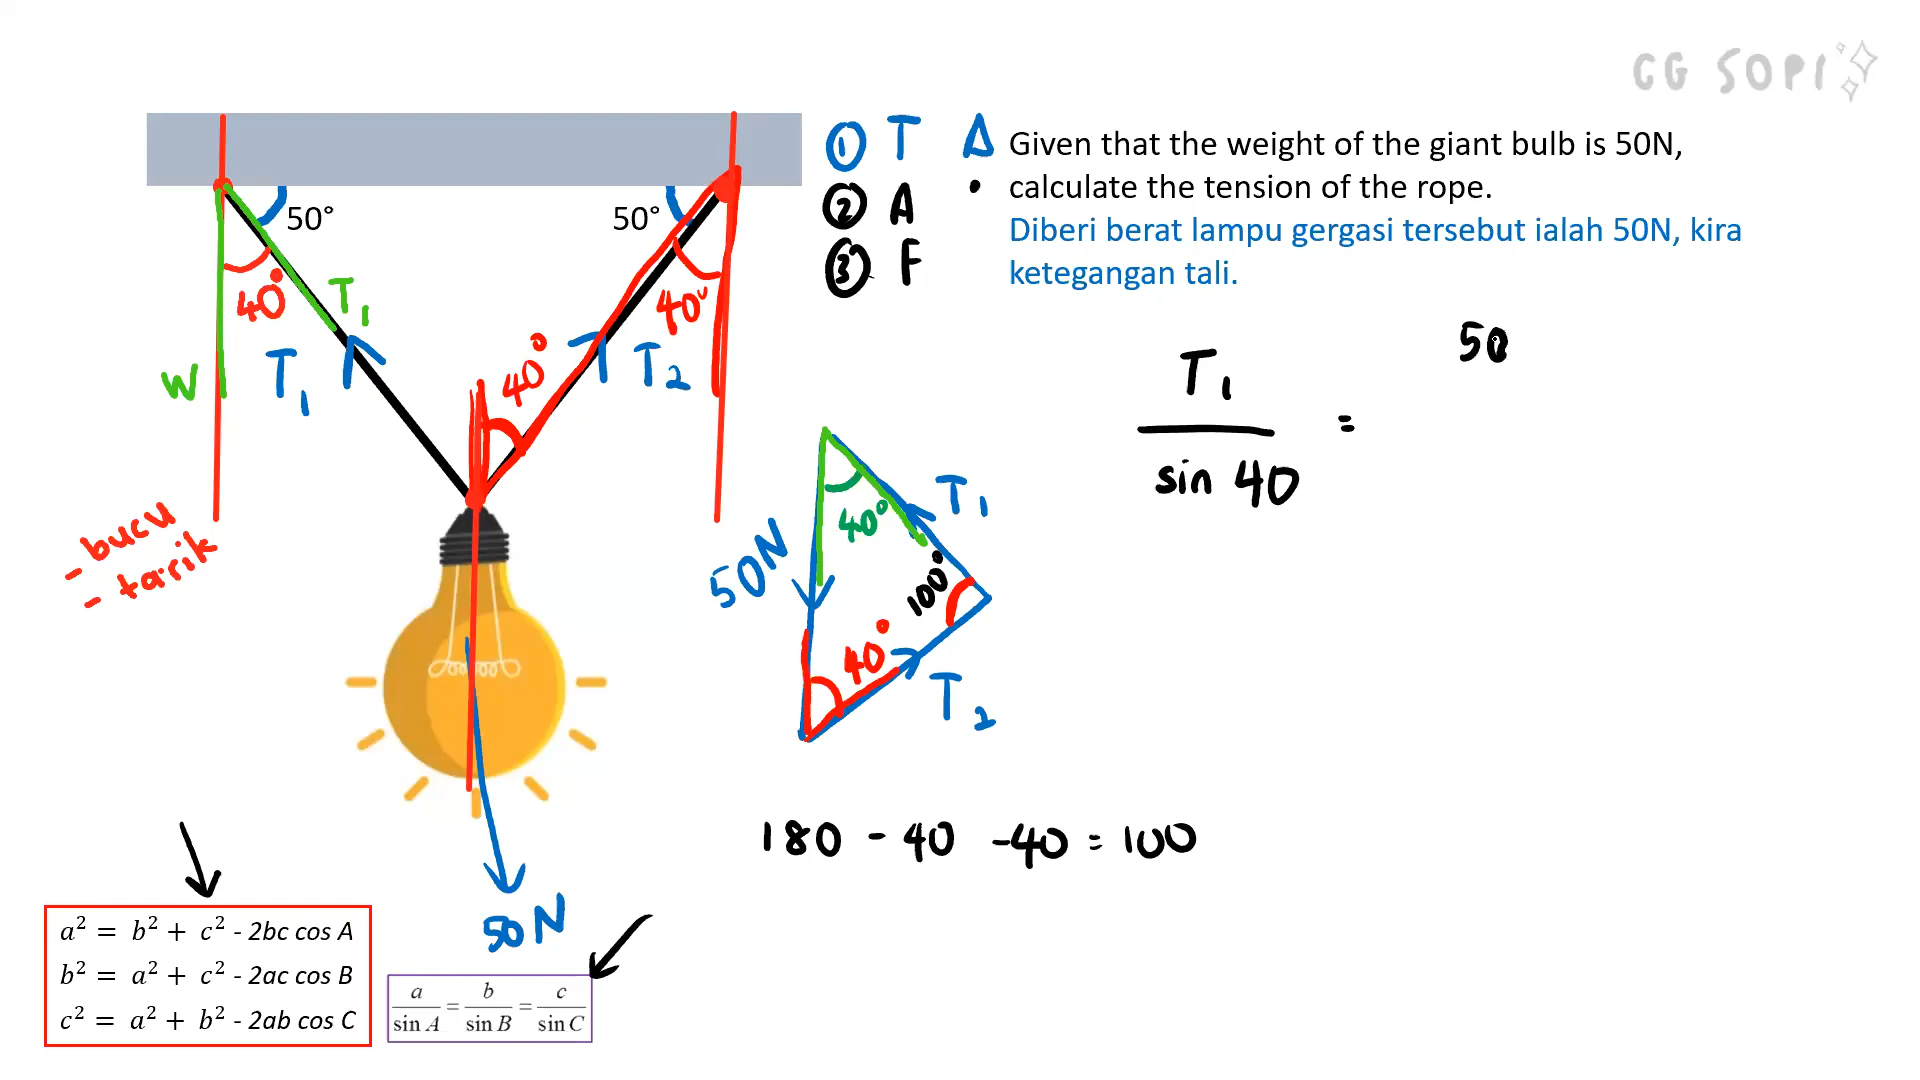 CG SOPI
① T Δ
② A •
③ F
Given that the weight of the giant bulb is 50N,
calculate the tension of the rope.
Diberi berat lampu gergasi tersebut ialah 50N, kira
ketegangan tali.
50° 50°
40° T₁ 40°
W T₁ 40° T₂
- bucu
- tarik
50N
T₁ / sin 40 = 50
50N 40° T₁
100°
40° T₂
180 - 40 - 40 = 100
a² = b² + c² - 2bc cos A
b² = a² + c² - 2ac cos B
c² = a² + b² - 2ab cos C
a / sin A = b / sin B = c / sin C